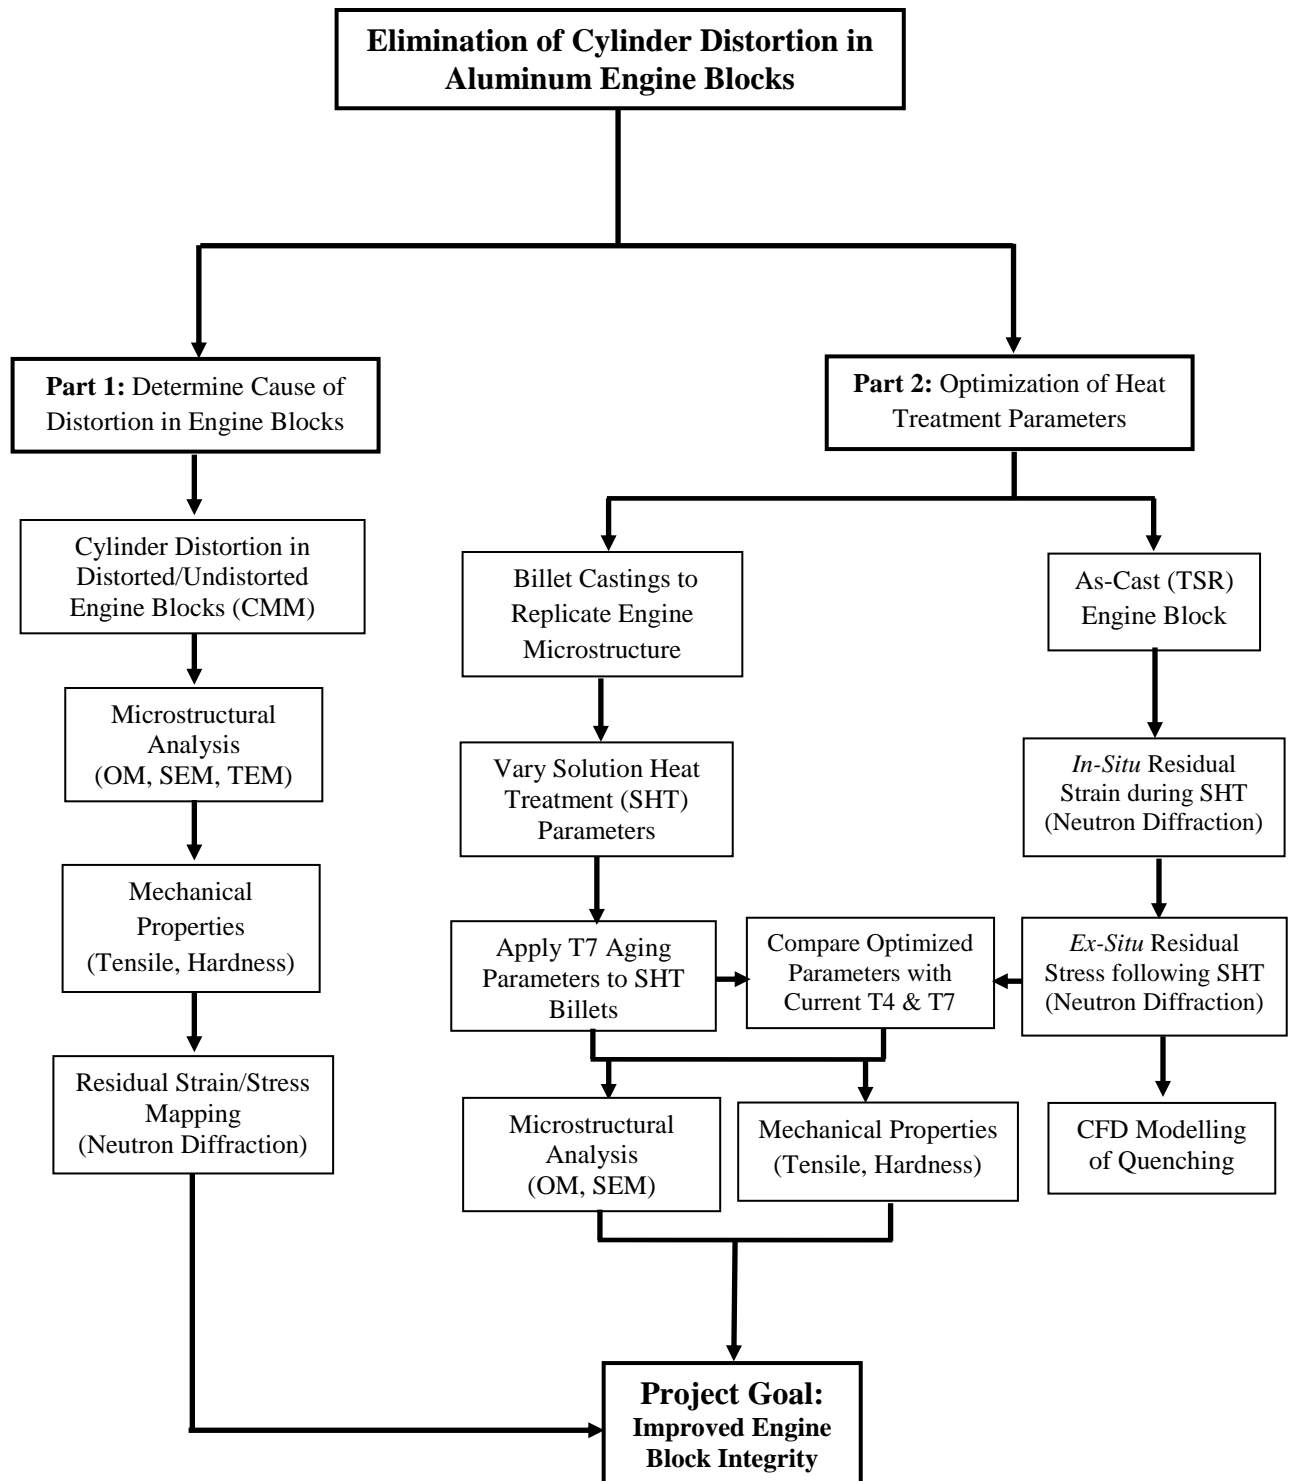 Elimination of Cylinder Distortion in
Aluminum Engine Blocks
Part 1: Determine Cause of
Distortion in Engine Blocks
Part 2: Optimization of Heat
Treatment Parameters
Cylinder Distortion in
Distorted/Undistorted
Engine Blocks (CMM)
Microstructural
Analysis
(OM, SEM, TEM)
Mechanical
Properties
(Tensile, Hardness)
Residual Strain/Stress
Mapping
(Neutron Diffraction)
Billet Castings to
Replicate Engine
Microstructure
Vary Solution Heat
Treatment (SHT)
Parameters
Apply T7 Aging
Parameters to SHT
Billets
Compare Optimized
Parameters with
Current T4 & T7
As-Cast (TSR)
Engine Block
In-Situ Residual
Strain during SHT
(Neutron Diffraction)
Ex-Situ Residual
Stress following SHT
(Neutron Diffraction)
Microstructural
Analysis
(OM, SEM)
Mechanical Properties
(Tensile, Hardness)
CFD Modelling
of Quenching
Project Goal:
Improved Engine
Block Integrity